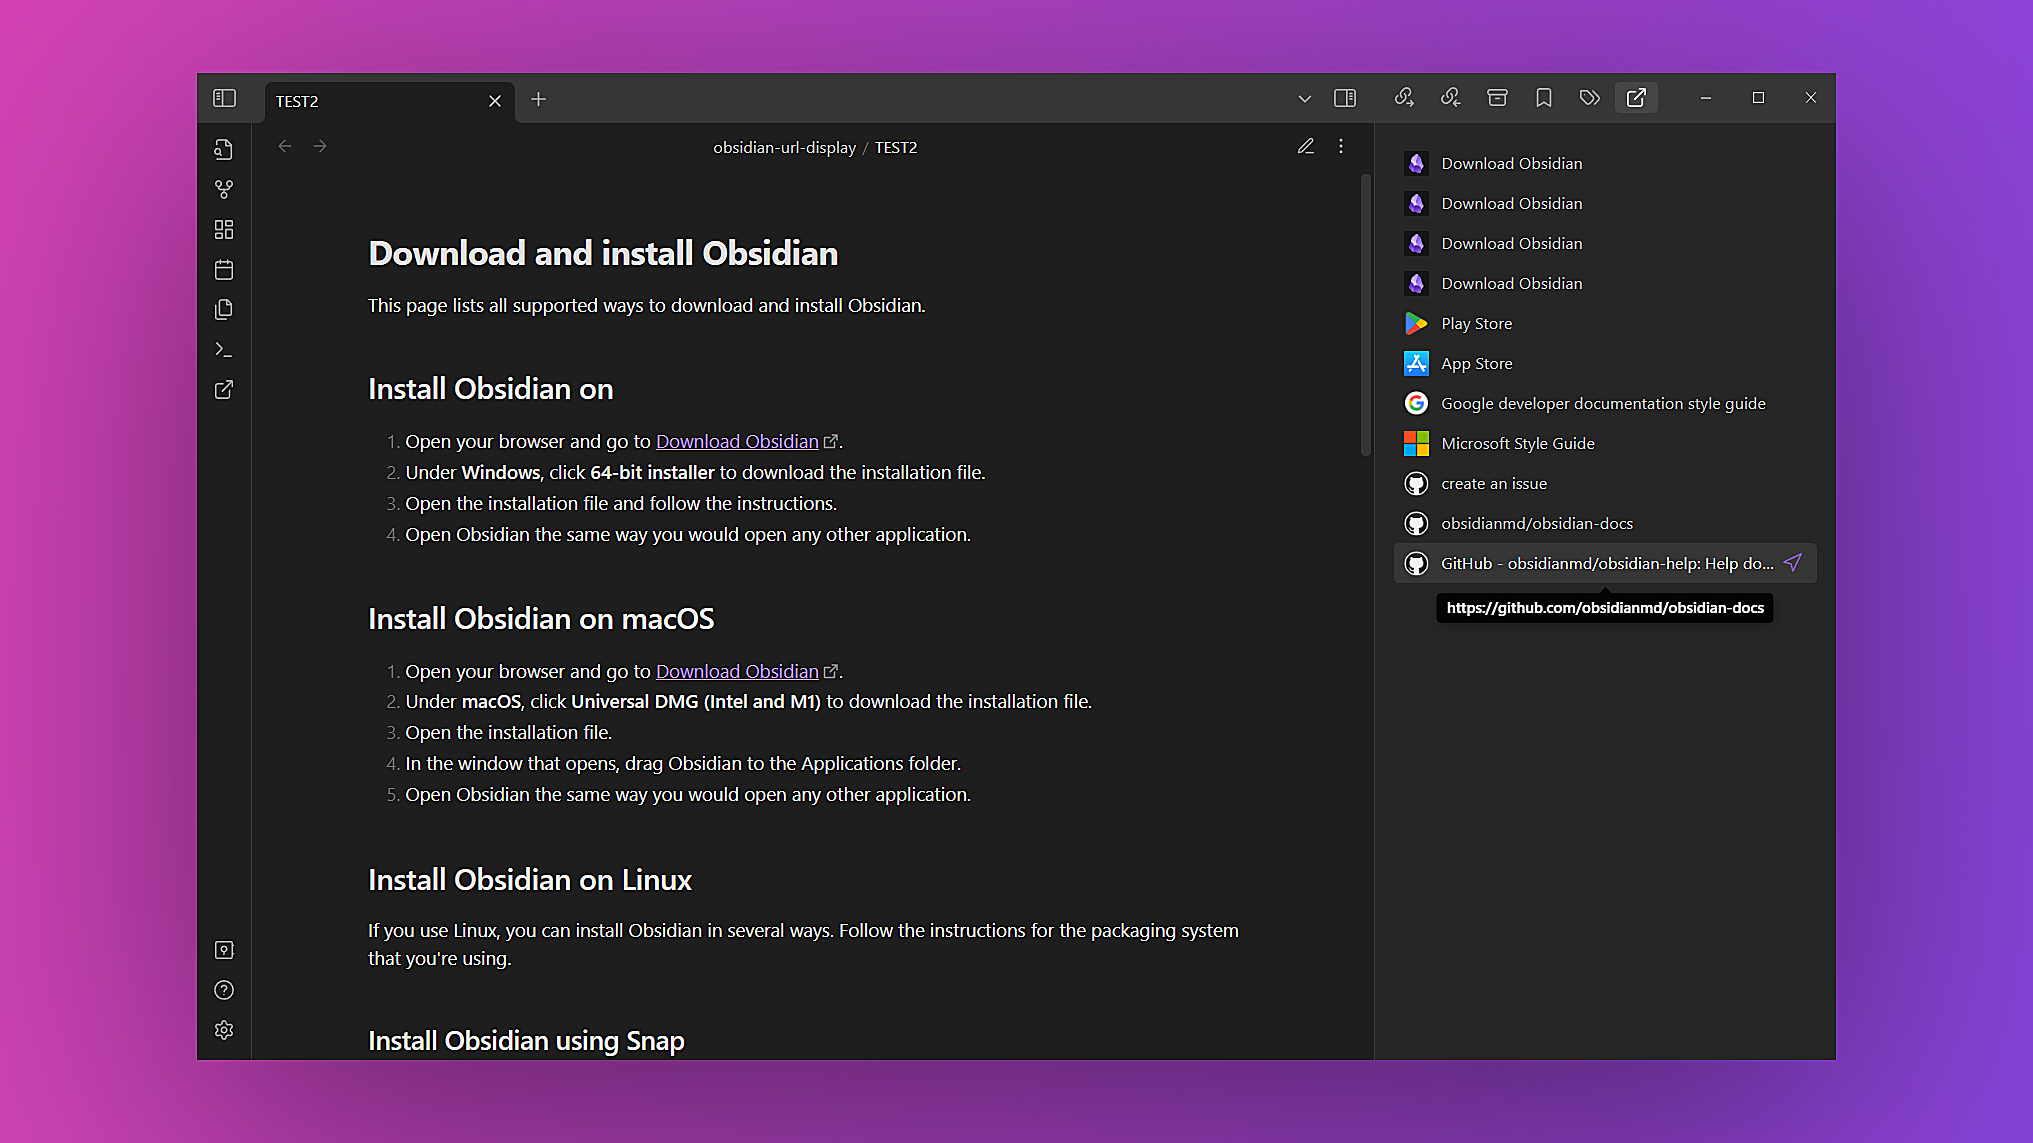 TEST2
obsidian-url-display / TEST2
Download and install Obsidian
This page lists all supported ways to download and install Obsidian.
Install Obsidian on
1. Open your browser and go to Download Obsidian.
2. Under Windows, click 64-bit installer to download the installation file.
3. Open the installation file and follow the instructions.
4. Open Obsidian the same way you would open any other application.
Install Obsidian on macOS
1. Open your browser and go to Download Obsidian.
2. Under macOS, click Universal DMG (Intel and M1) to download the installation file.
3. Open the installation file.
4. In the window that opens, drag Obsidian to the Applications folder.
5. Open Obsidian the same way you would open any other application.
Install Obsidian on Linux
If you use Linux, you can install Obsidian in several ways. Follow the instructions for the packaging system
that you're using.
Install Obsidian using Snap
Download Obsidian
Download Obsidian
Download Obsidian
Download Obsidian
Play Store
App Store
Google developer documentation style guide
Microsoft Style Guide
create an issue
obsidianmd/obsidian-docs
GitHub - obsidianmd/obsidian-help: Help do...
https://github.com/obsidianmd/obsidian-docs